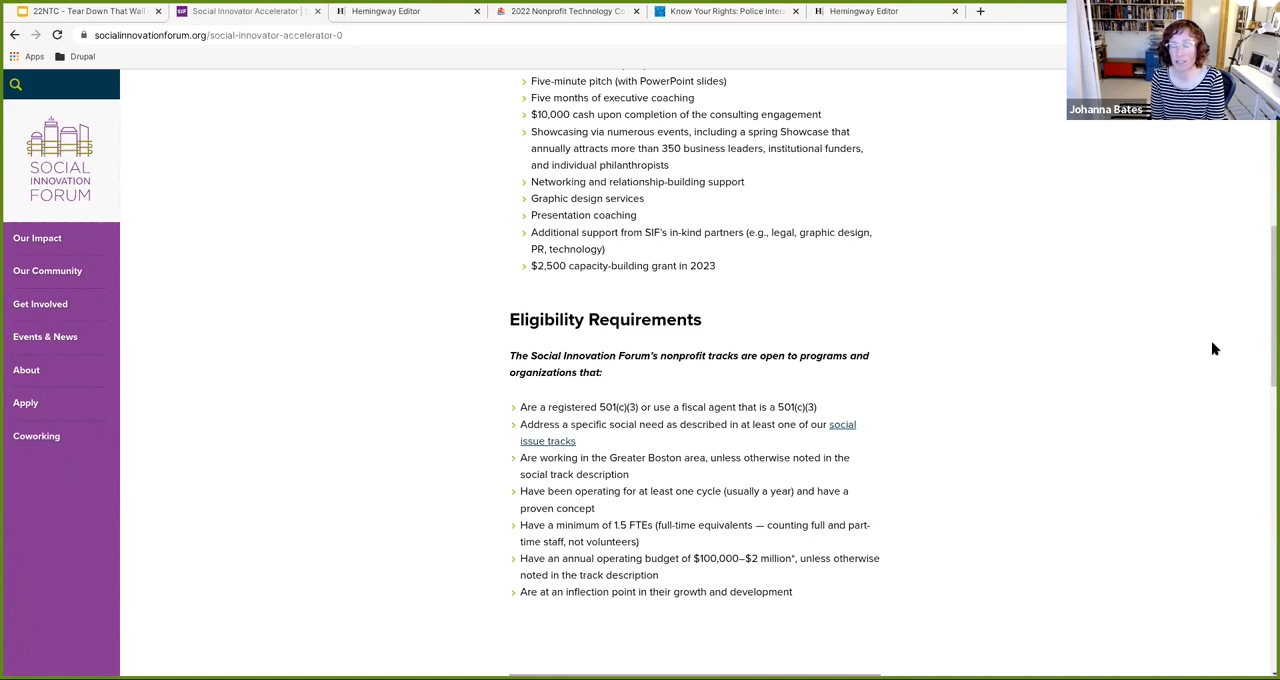 22NTC - Tear Down That Wall
Social Innovator Accelerator | S
Hemingway Editor
2022 Nonprofit Technology Co
Know Your Rights: Police Inter
Hemingway Editor
socialinnovationforum.org/social-innovator-accelerator-0
Apps
Drupal
Johanna Bates
SOCIAL
INNOVATION
FORUM
Our Impact
Our Community
Get Involved
Events & News
About
Apply
Coworking
Five-minute pitch (with PowerPoint slides)
Five months of executive coaching
$10,000 cash upon completion of the consulting engagement
Showcasing via numerous events, including a spring Showcase that
annually attracts more than 350 business leaders, institutional funders,
and individual philanthropists
Networking and relationship-building support
Graphic design services
Presentation coaching
Additional support from SIF's in-kind partners (e.g., legal, graphic design,
PR, technology)
$2,500 capacity-building grant in 2023
Eligibility Requirements
The Social Innovation Forum's nonprofit tracks are open to programs and
organizations that:
Are a registered 501(c)(3) or use a fiscal agent that is a 501(c)(3)
Address a specific social need as described in at least one of our social
issue tracks
Are working in the Greater Boston area, unless otherwise noted in the
social track description
Have been operating for at least one cycle (usually a year) and have a
proven concept
Have a minimum of 1.5 FTEs (full-time equivalents — counting full and part-
time staff, not volunteers)
Have an annual operating budget of $100,000–$2 million*, unless otherwise
noted in the track description
Are at an inflection point in their growth and development